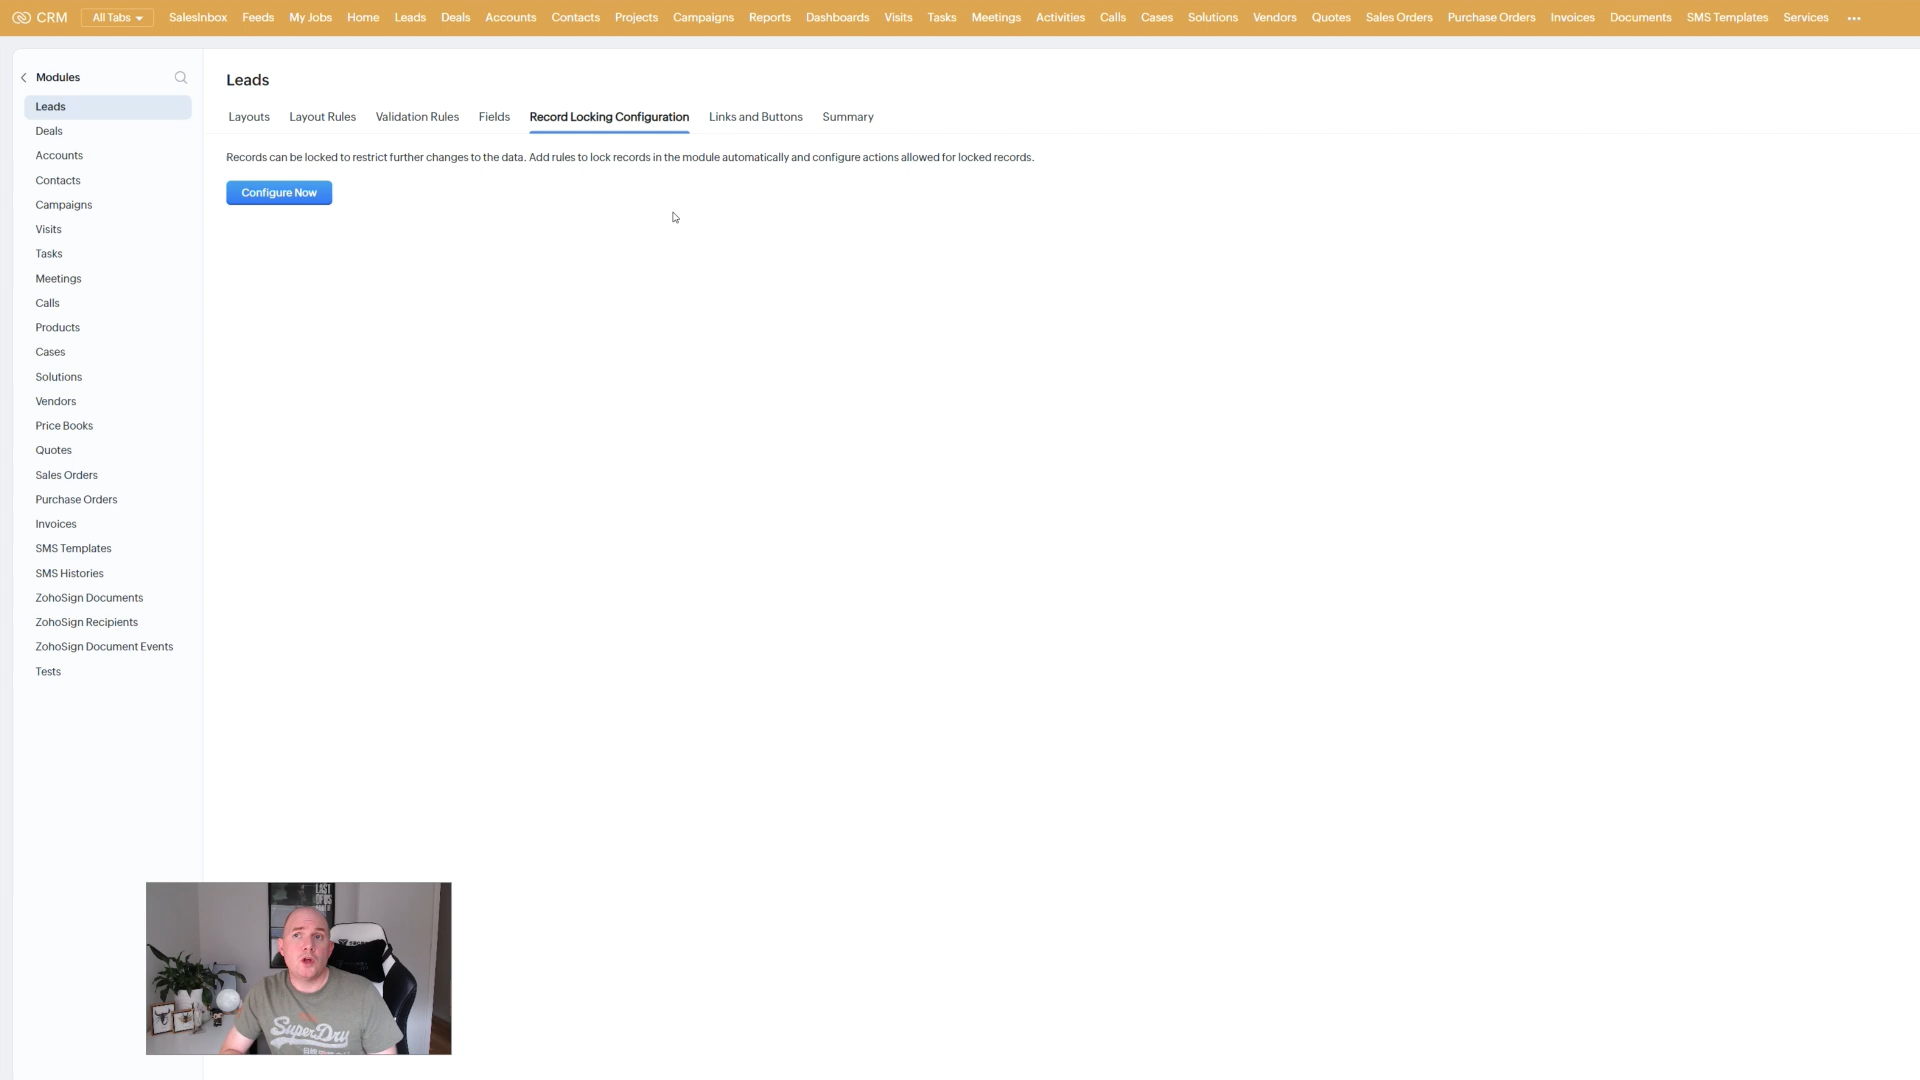 CRM All Tabs SalesInbox Feeds My Jobs Home Leads Deals Accounts Contacts Projects Campaigns Reports Dashboards Visits Tasks Meetings Activities Calls Cases Solutions Vendors Quotes Sales Orders Purchase Orders Invoices Documents SMS Templates Services ...
Modules
Leads
Deals
Accounts
Contacts
Campaigns
Visits
Tasks
Meetings
Calls
Products
Cases
Solutions
Vendors
Price Books
Quotes
Sales Orders
Purchase Orders
Invoices
SMS Templates
SMS Histories
ZohoSign Documents
ZohoSign Recipients
ZohoSign Document Events
Tests
Leads
Layouts Layout Rules Validation Rules Fields Record Locking Configuration Links and Buttons Summary
Records can be locked to restrict further changes to the data. Add rules to lock records in the module automatically and configure actions allowed for locked records.
Configure Now
LAST
OF US
SuperDry